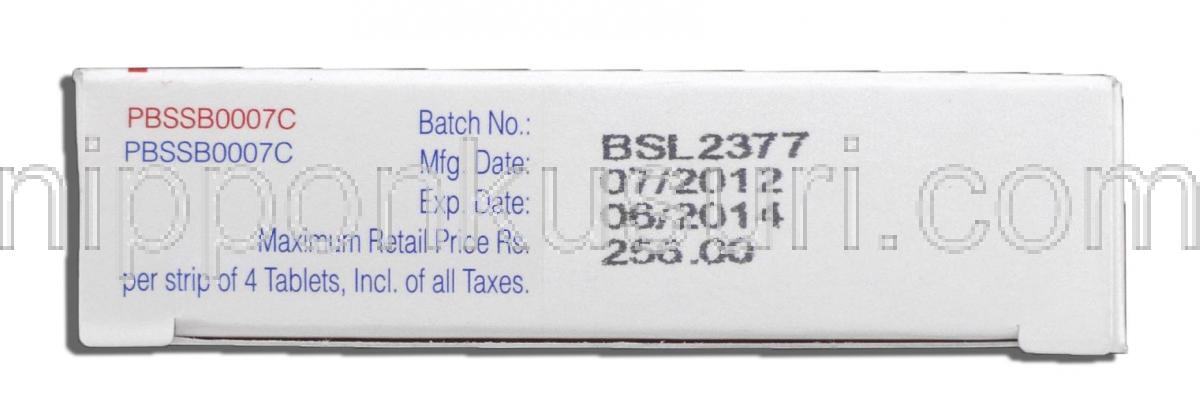 PBSSB0007C
PBSSB0007C
Batch No.: BSL2377
Mfg. Date: 07/2012
Exp. Date: 06/2014
Maximum Retail Price Rs. 256.00
per strip of 4 Tablets, Incl. of all Taxes.
nipponkusuri.com